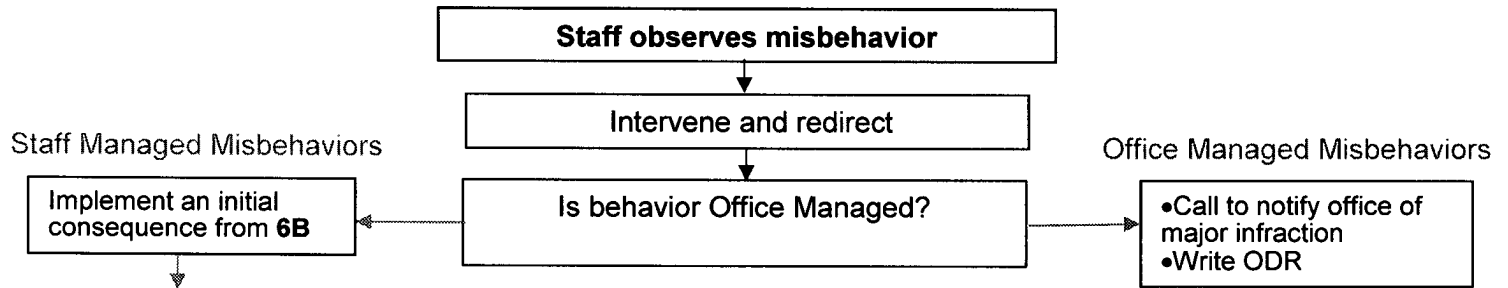 Staff observes misbehavior
Intervene and redirect
Staff Managed Misbehaviors
Office Managed Misbehaviors
Implement an initial
consequence from 6B
Is behavior Office Managed?
•Call to notify office of
major infraction
•Write ODR